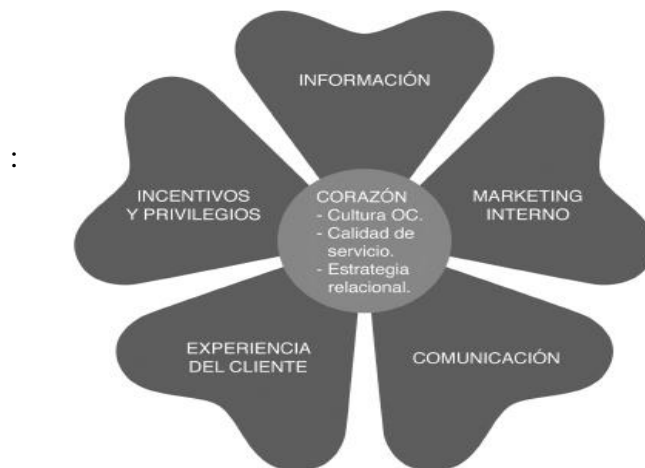 INFORMACIÓN
:
INCENTIVOS
Y PRIVILEGIOS
CORAZÓN
- Cultura OC.
- Calidad de
servicio.
- Estrategia
relacional.
MARKETING
INTERNO
EXPERIENCIA
DEL CLIENTE
COMUNICACIÓN